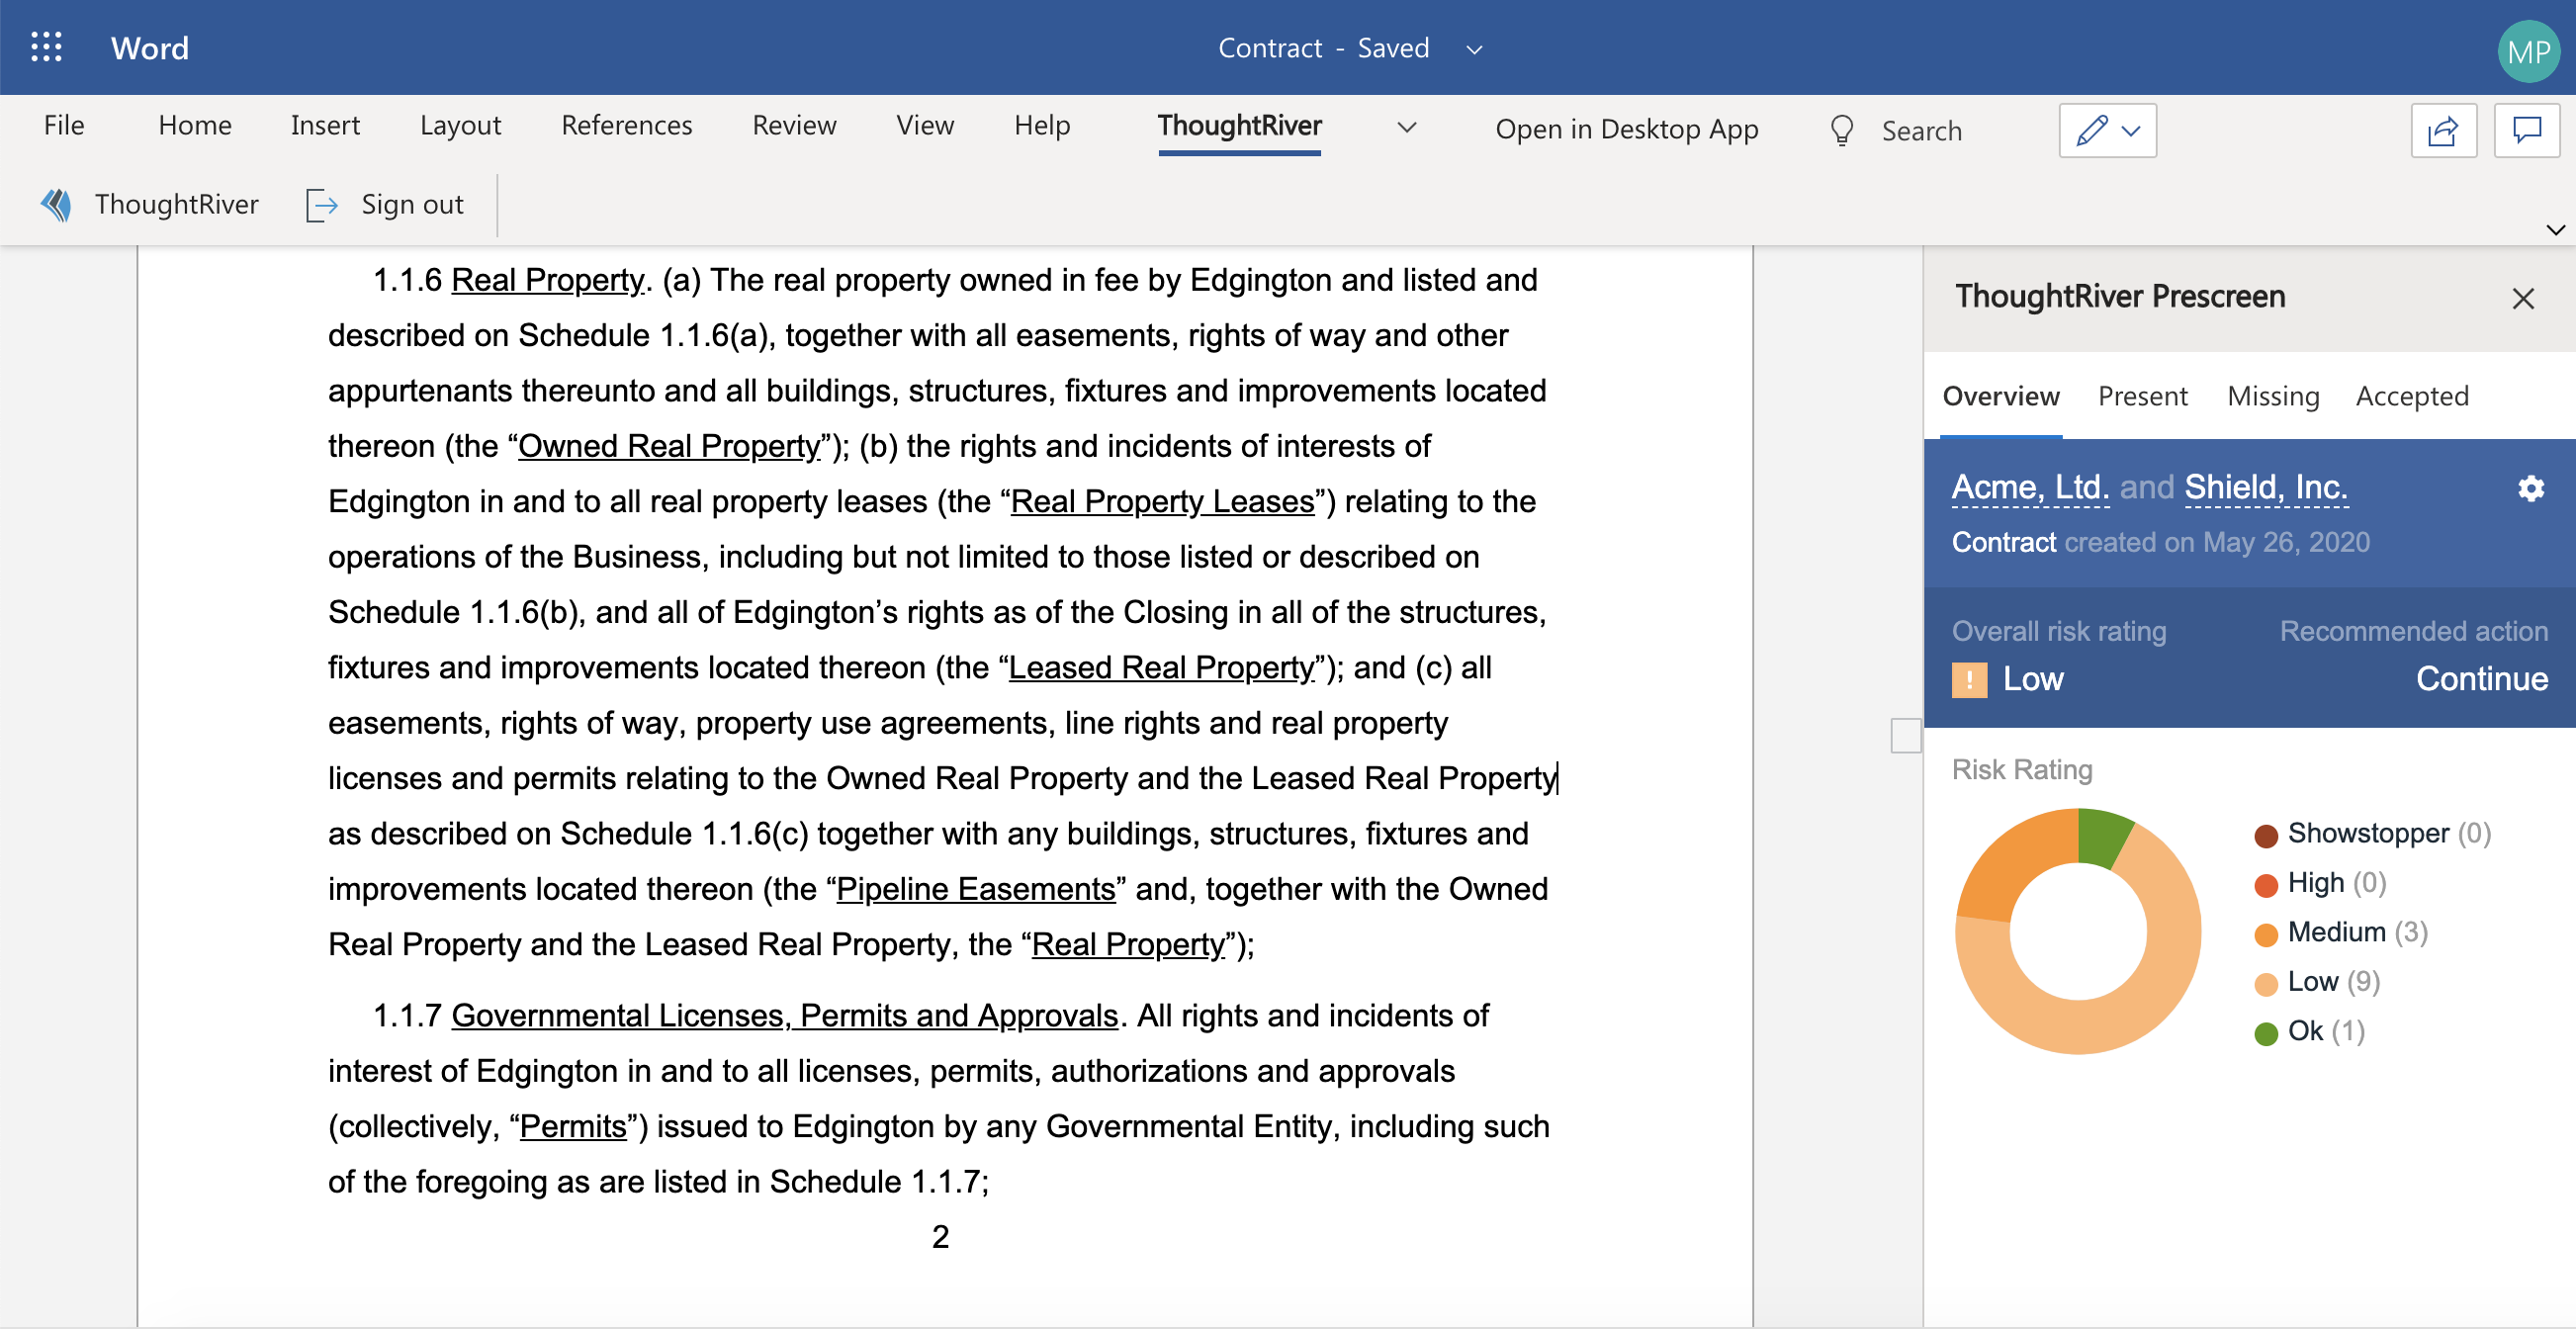 Word
Contract - Saved
MP
File Home Insert Layout References Review View Help ThoughtRiver Open in Desktop App Search
ThoughtRiver Sign out
1.1.6 Real Property. (a) The real property owned in fee by Edgington and listed and
described on Schedule 1.1.6(a), together with all easements, rights of way and other
appurtenants thereunto and all buildings, structures, fixtures and improvements located
thereon (the “Owned Real Property”); (b) the rights and incidents of interests of
Edgington in and to all real property leases (the “Real Property Leases”) relating to the
operations of the Business, including but not limited to those listed or described on
Schedule 1.1.6(b), and all of Edgington’s rights as of the Closing in all of the structures,
fixtures and improvements located thereon (the “Leased Real Property”); and (c) all
easements, rights of way, property use agreements, line rights and real property
licenses and permits relating to the Owned Real Property and the Leased Real Property
as described on Schedule 1.1.6(c) together with any buildings, structures, fixtures and
improvements located thereon (the “Pipeline Easements” and, together with the Owned
Real Property and the Leased Real Property, the “Real Property”);
1.1.7 Governmental Licenses, Permits and Approvals. All rights and incidents of
interest of Edgington in and to all licenses, permits, authorizations and approvals
(collectively, “Permits”) issued to Edgington by any Governmental Entity, including such
of the foregoing as are listed in Schedule 1.1.7;
2
ThoughtRiver Prescreen
Overview Present Missing Accepted
Acme, Ltd. and Shield, Inc.
Contract created on May 26, 2020
Overall risk rating Recommended action
! Low Continue
Risk Rating
Showstopper (0)
High (0)
Medium (3)
Low (9)
Ok (1)